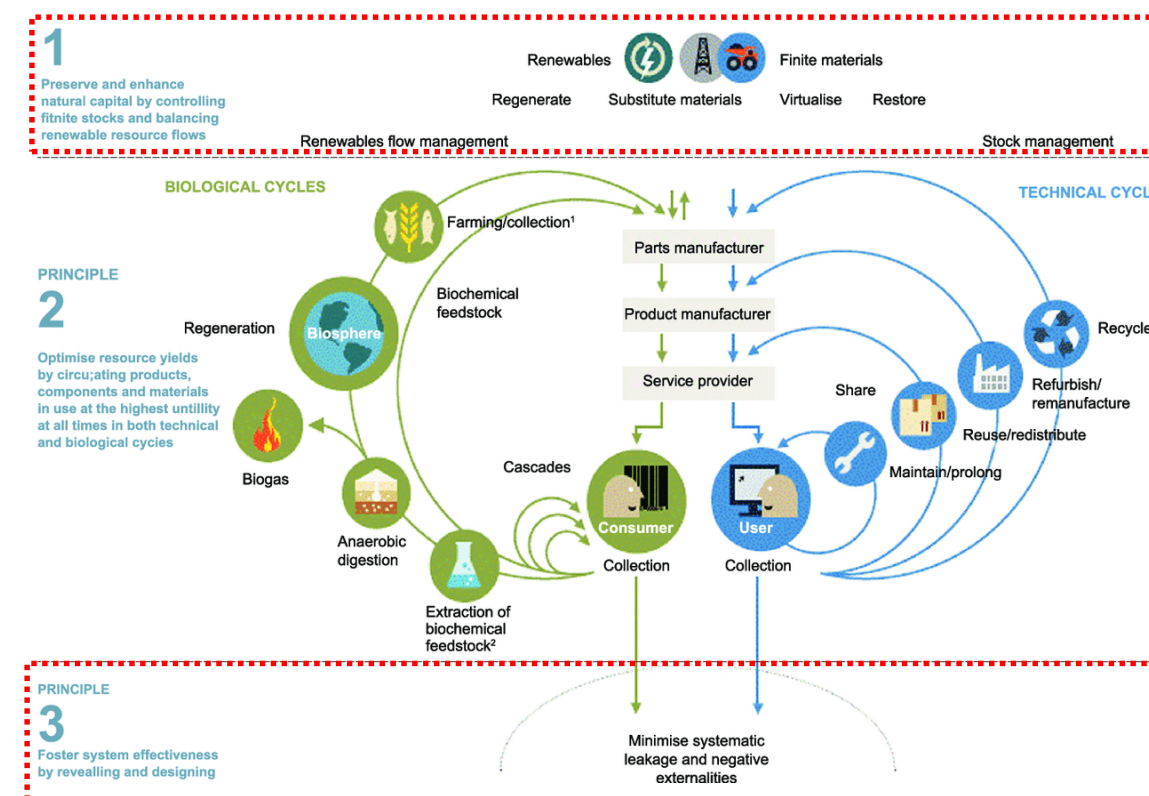 1
Preserve and enhance
natural capital by controlling
fitnite stocks and balancing
renewable resource flows
Renewables
Finite materials
Regenerate
Substitute materials
Virtualise
Restore
Renewables flow management
Stock management
BIOLOGICAL CYCLES
TECHNICAL CYCL
PRINCIPLE
2
Optimise resource yields
by circu;ating products,
components and materials
in use at the highest untillity
at all times in both technical
and biological cycies
Farming/collection¹
Biochemical
feedstock
Regeneration
Biosphere
Biogas
Anaerobic
digestion
Extraction of
biochemical
feedstock²
Cascades
Parts manufacturer
Product manufacturer
Service provider
Consumer
Collection
User
Collection
Share
Maintain/prolong
Reuse/redistribute
Refurbish/
remanufacture
Recycle
PRINCIPLE
3
Foster system effectiveness
by revealling and designing
Minimise systematic
leakage and negative
externalities